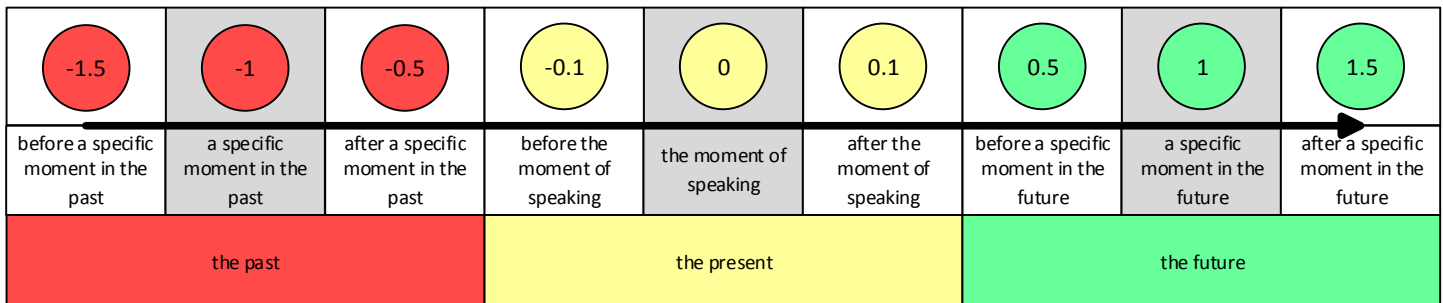 -1.5 -1 -0.5 -0.1 0 0.1 0.5 1 1.5
before a specific
moment in the
past
a specific
moment in the
past
after a specific
moment in the
past
before the
moment of
speaking
the moment of
speaking
after the
moment of
speaking
before a specific
moment in the
future
a specific
moment in the
future
after a specific
moment in the
future
the past
the present
the future